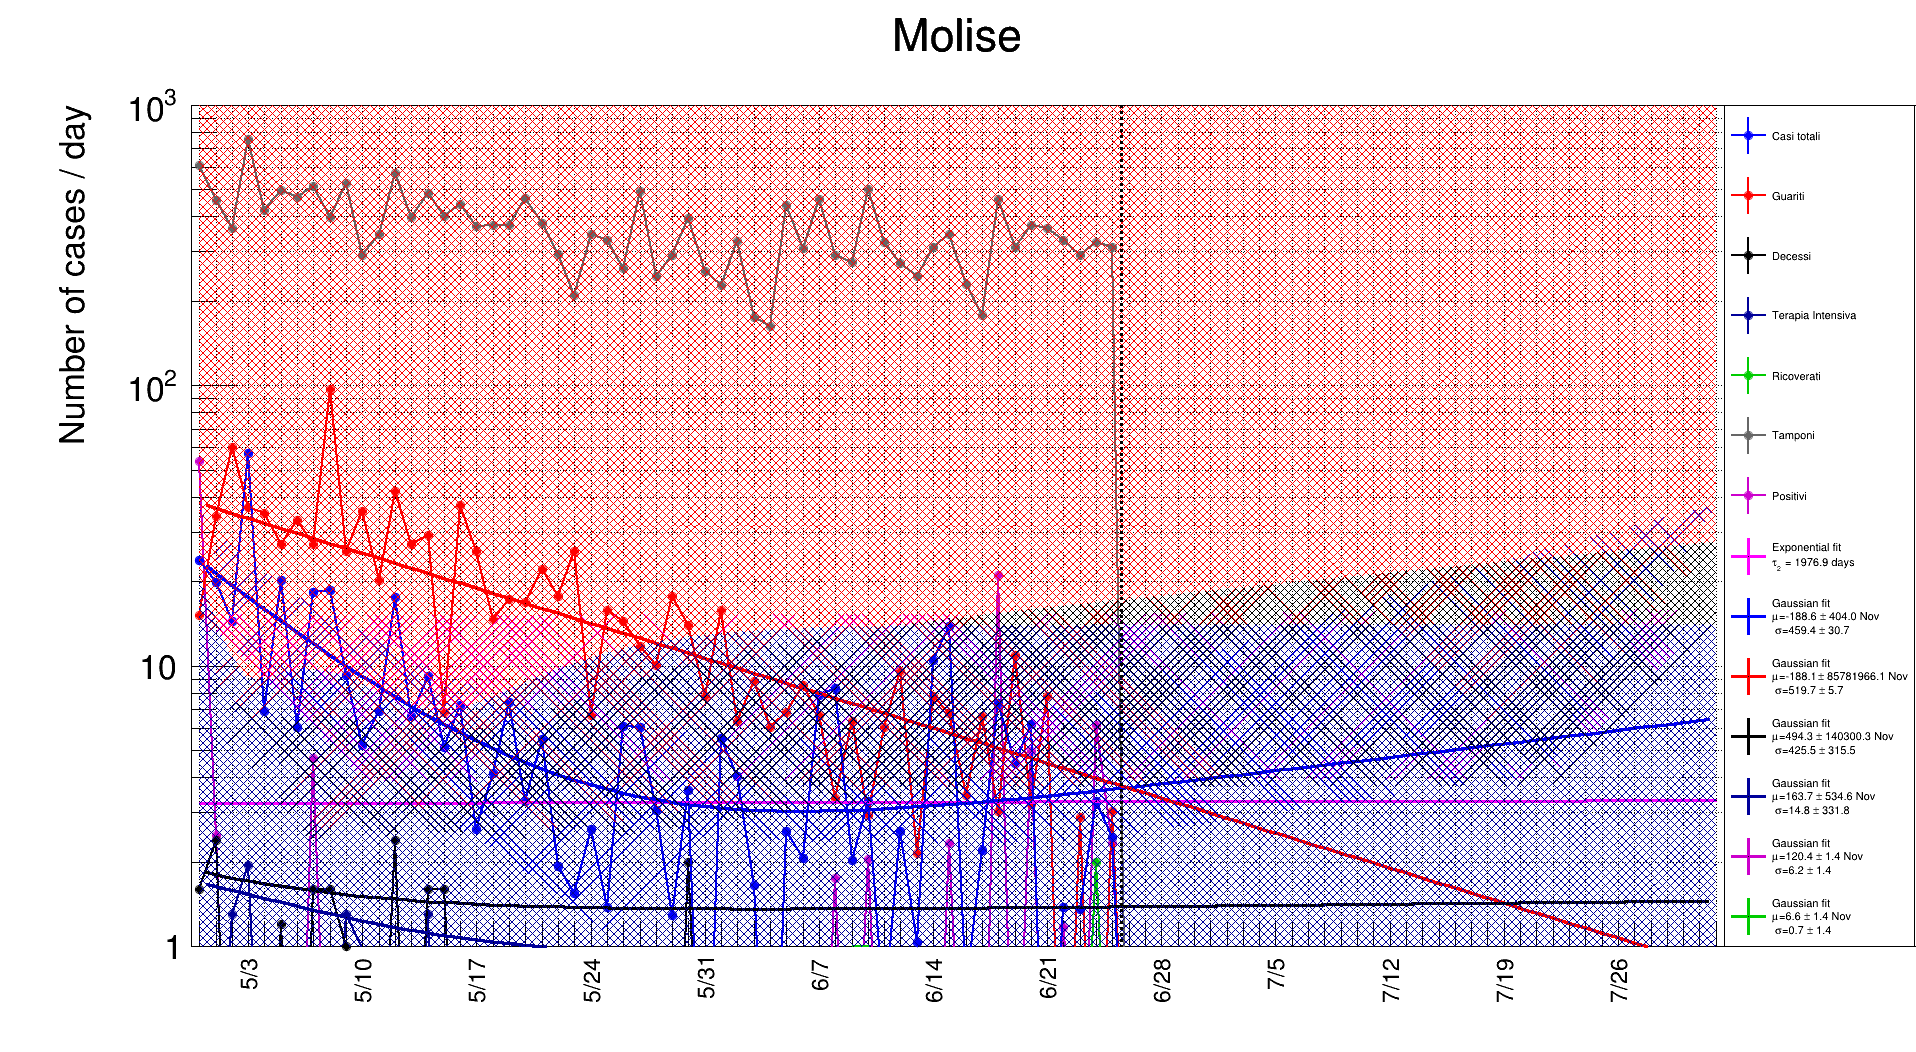 Molise
Number of cases / day
10³
10²
10
1
5/3
5/10
5/17
5/24
5/31
6/7
6/14
6/21
6/28
7/5
7/12
7/19
7/26
Casi totali
Guariti
Decessi
Terapia Intensiva
Ricoverati
Tamponi
Positivi
Exponential fit
τ₂ = 1976.9 days
Gaussian fit
μ=-188.6 ± 404.0 Nov
σ=459.4 ± 30.7
Gaussian fit
μ=-188.1 ± 85781966.1 Nov
σ=519.7 ± 5.7
Gaussian fit
μ=494.3 ± 140300.3 Nov
σ=425.5 ± 315.5
Gaussian fit
μ=163.7 ± 534.6 Nov
σ=14.8 ± 331.8
Gaussian fit
μ=120.4 ± 1.4 Nov
σ=6.2 ± 1.4
Gaussian fit
μ=6.6 ± 1.4 Nov
σ=0.7 ± 1.4